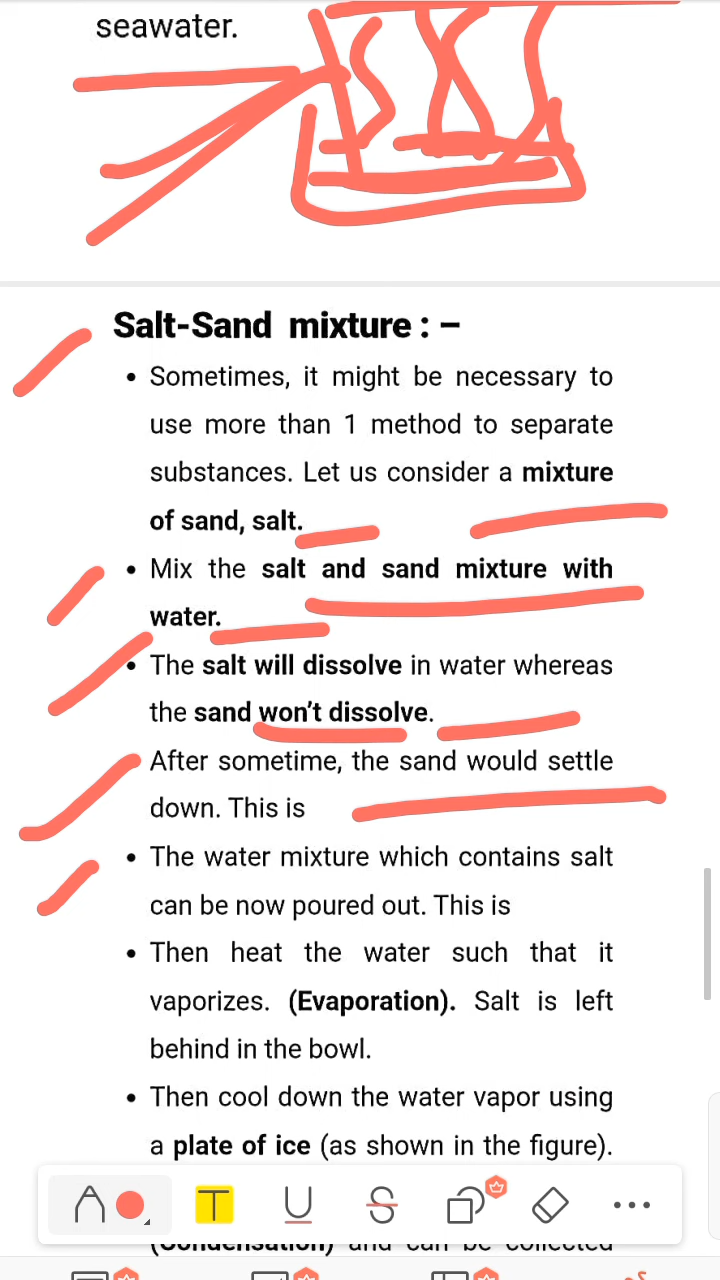 seawater.
Salt-Sand mixture : –
• Sometimes, it might be necessary to
use more than 1 method to separate
substances. Let us consider a mixture
of sand, salt.
• Mix the salt and sand mixture with
water.
• The salt will dissolve in water whereas
the sand won't dissolve.
After sometime, the sand would settle
down. This is
• The water mixture which contains salt
can be now poured out. This is
• Then heat the water such that it
vaporizes. (Evaporation). Salt is left
behind in the bowl.
• Then cool down the water vapor using
a plate of ice (as shown in the figure).
(Condensation) and can be collected